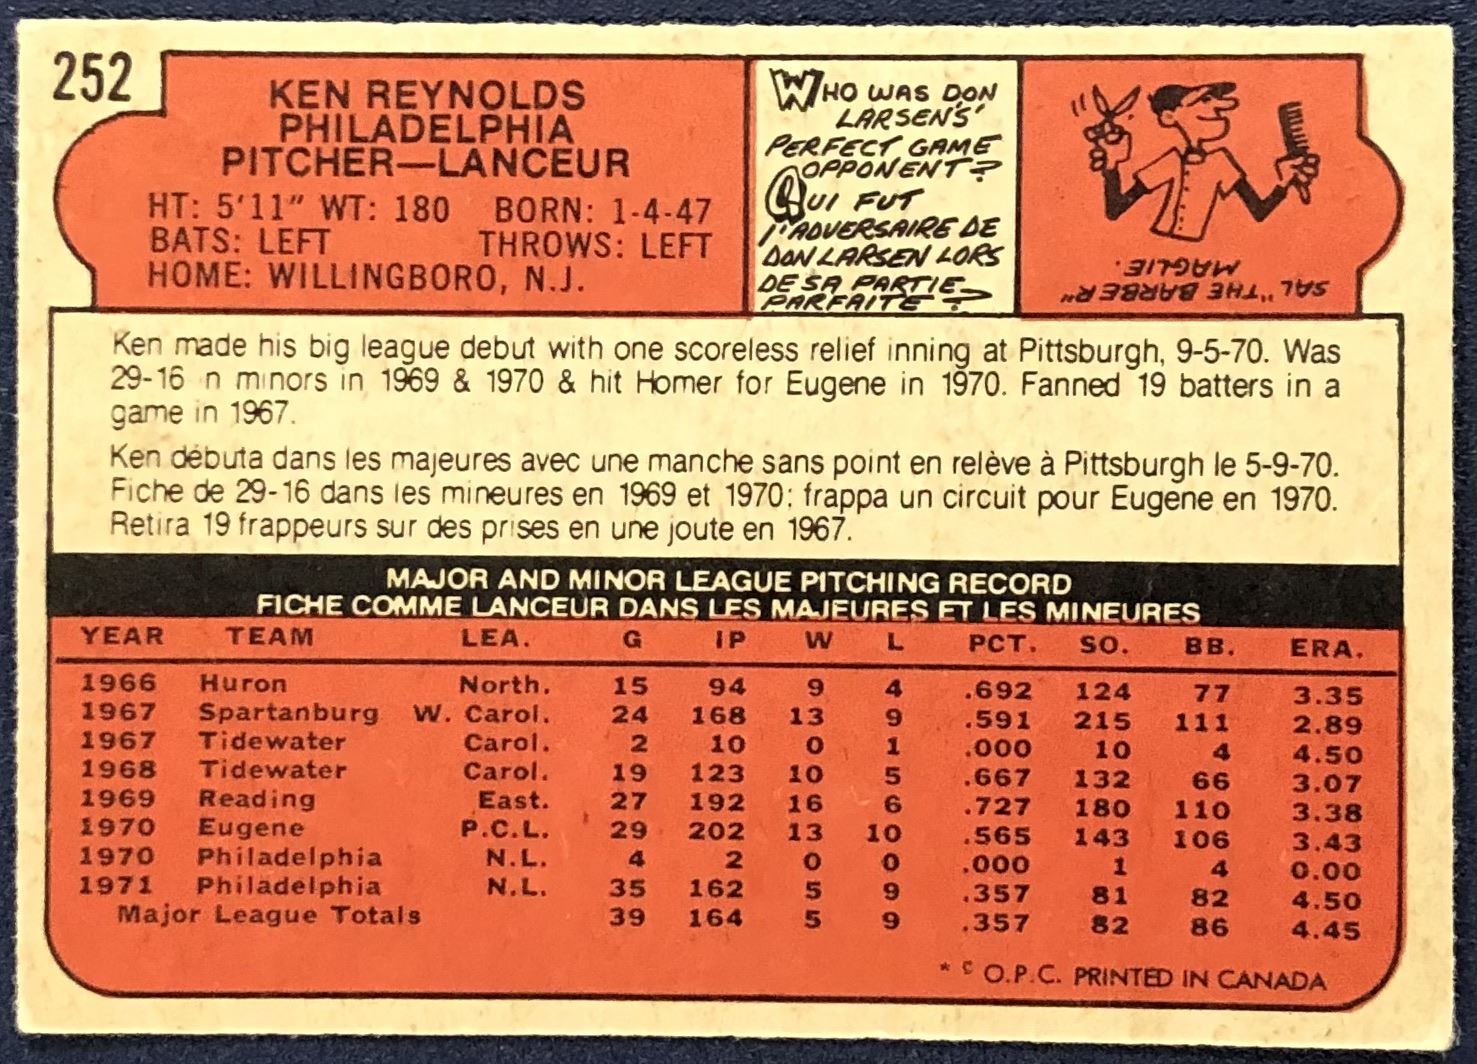 252
KEN REYNOLDS
PHILADELPHIA
PITCHER—LANCEUR
HT: 5'11" WT: 180 BORN: 1-4-47
BATS: LEFT THROWS: LEFT
HOME: WILLINGBORO, N.J.
WHO WAS DON
LARSEN'S'
PERFECT GAME
OPPONENT?
QUI FUT
l'ADVERSAIRE DE
DON LARSEN LORS
DE SA PARTIE
PARFAITE?
SAL "THE BARBER"
MAGLIE.
Ken made his big league debut with one scoreless relief inning at Pittsburgh, 9-5-70. Was
29-16 n minors in 1969 & 1970 & hit Homer for Eugene in 1970. Fanned 19 batters in a
game in 1967.
Ken débuta dans les majeures avec une manche sans point en relève à Pittsburgh le 5-9-70.
Fiche de 29-16 dans les mineures en 1969 et 1970: frappa un circuit pour Eugene en 1970.
Retira 19 frappeurs sur des prises en une joute en 1967.
MAJOR AND MINOR LEAGUE PITCHING RECORD
FICHE COMME LANCEUR DANS LES MAJEURES ET LES MINEURES
YEAR TEAM LEA. G IP W L PCT. SO. BB. ERA.
1966 Huron North. 15 94 9 4 .692 124 77 3.35
1967 Spartanburg W. Carol. 24 168 13 9 .591 215 111 2.89
1967 Tidewater Carol. 2 10 0 1 .000 10 4 4.50
1968 Tidewater Carol. 19 123 10 5 .667 132 66 3.07
1969 Reading East. 27 192 16 6 .727 180 110 3.38
1970 Eugene P.C.L. 29 202 13 10 .565 143 106 3.43
1970 Philadelphia N.L. 4 2 0 0 .000 1 4 0.00
1971 Philadelphia N.L. 35 162 5 9 .357 81 82 4.50
Major League Totals 39 164 5 9 .357 82 86 4.45
* © O.P.C. PRINTED IN CANADA